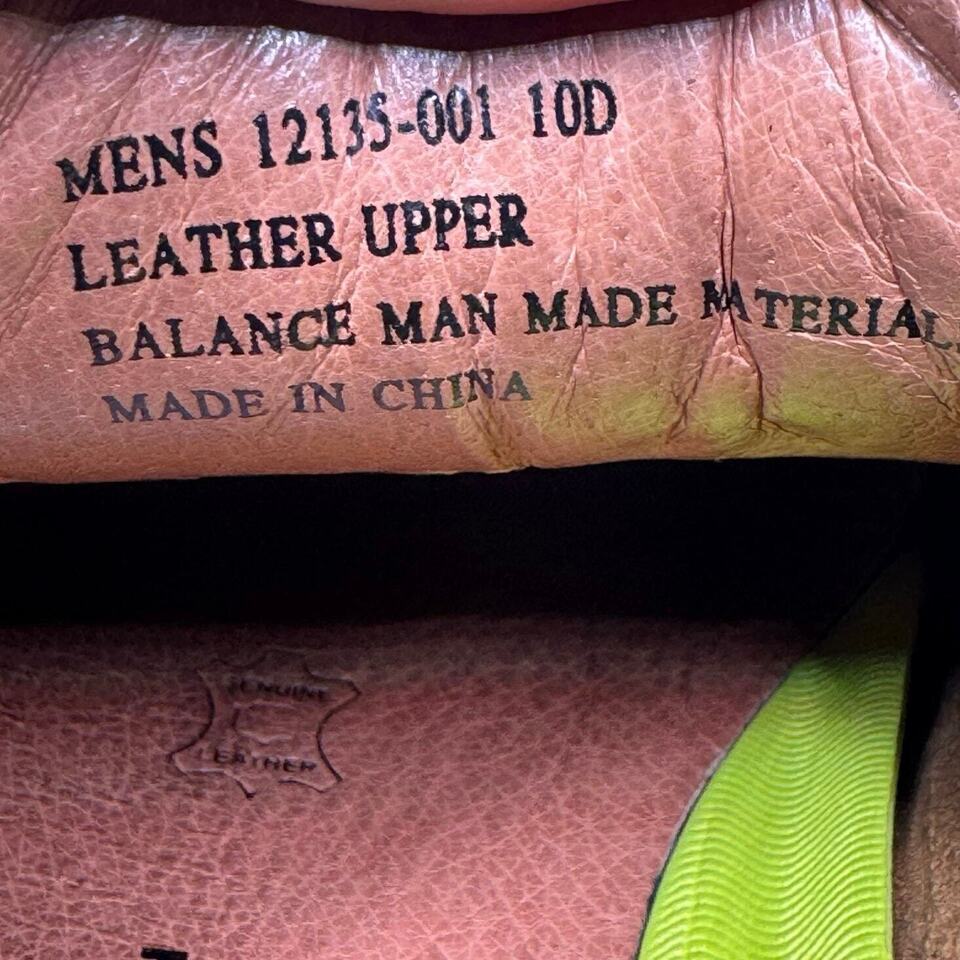 MENS 12135-001 10D
LEATHER UPPER
BALANCE MAN MADE MATERIAL
MADE IN CHINA
GENUINE
LEATHER